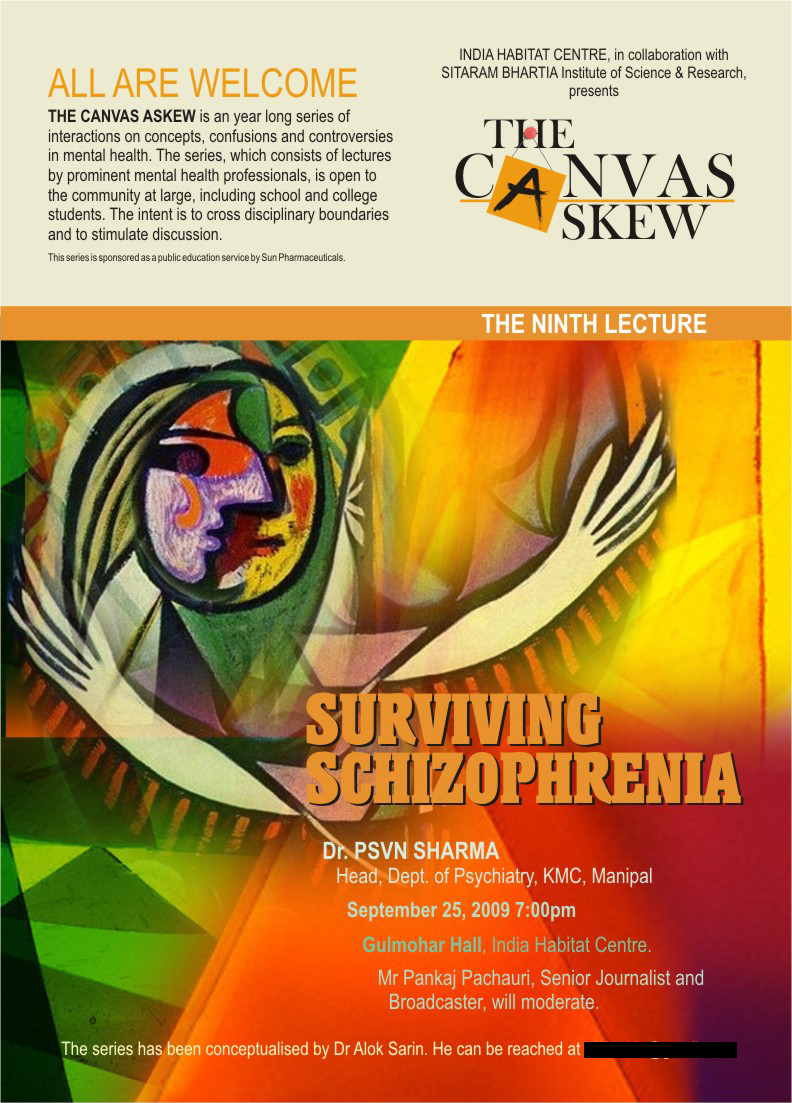 ALL ARE WELCOME
THE CANVAS ASKEW is an year long series of
interactions on concepts, confusions and controversies
in mental health. The series, which consists of lectures
by prominent mental health professionals, is open to
the community at large, including school and college
students. The intent is to cross disciplinary boundaries
and to stimulate discussion.
This series is sponsored as a public education service by Sun Pharmaceuticals.
INDIA HABITAT CENTRE, in collaboration with
SITARAM BHARTIA Institute of Science & Research,
presents
THE
CANVAS
ASKEW
THE NINTH LECTURE
SURVIVING
SCHIZOPHRENIA
Dr. PSVN SHARMA
Head, Dept. of Psychiatry, KMC, Manipal
September 25, 2009 7:00pm
Gulmohar Hall, India Habitat Centre.
Mr Pankaj Pachauri, Senior Journalist and
Broadcaster, will moderate.
The series has been conceptualised by Dr Alok Sarin. He can be reached at